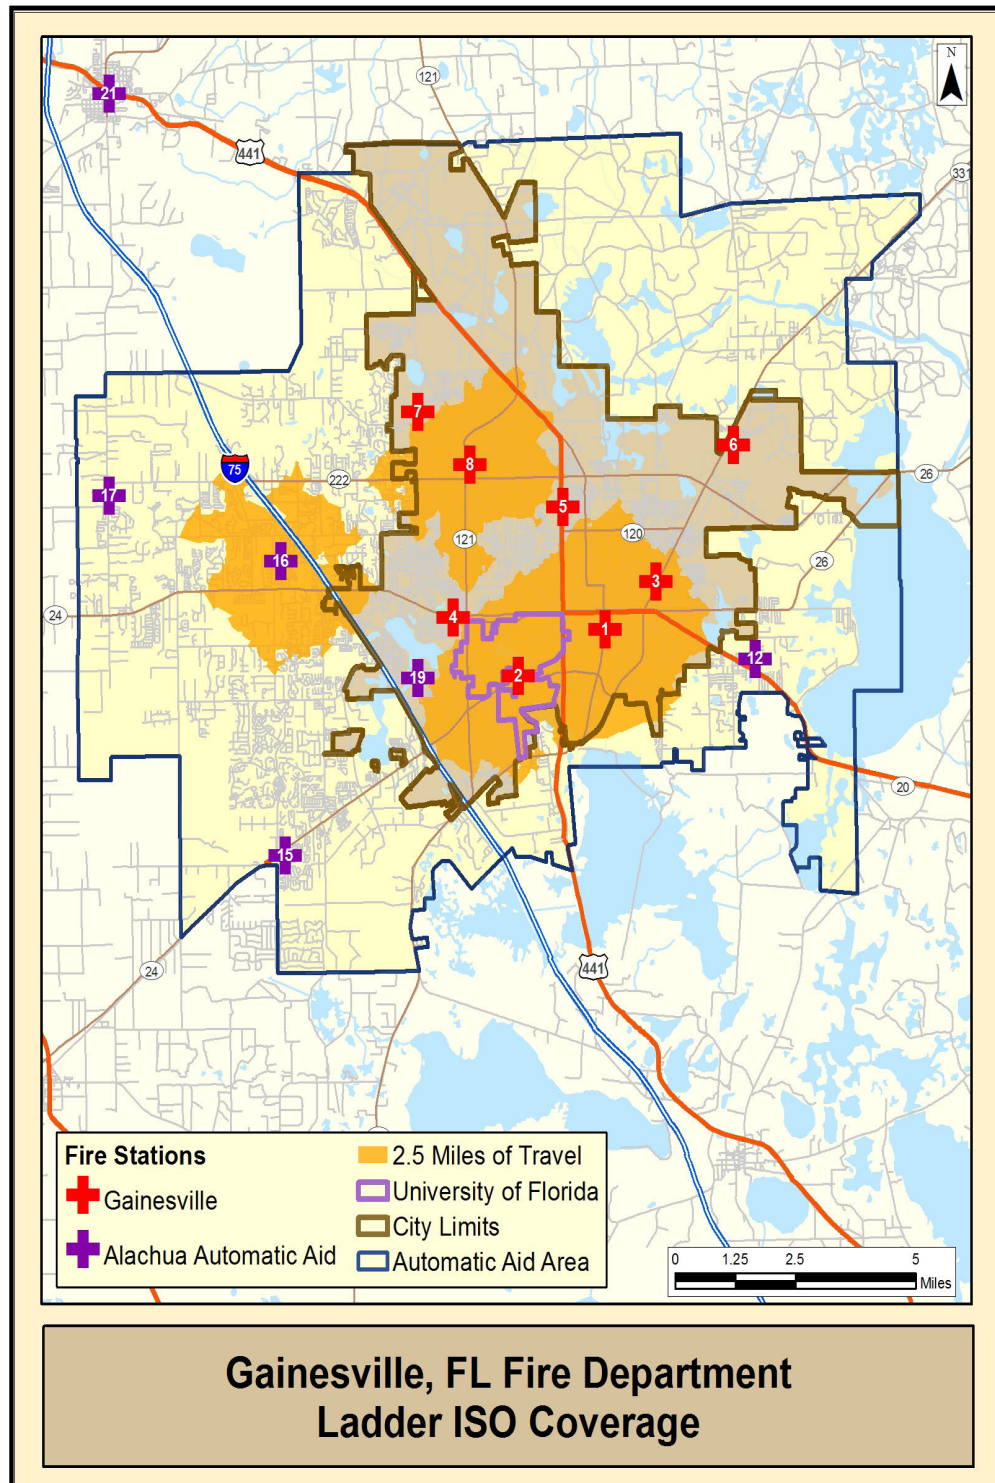 N
21
121
441
331
7
6
8
75
222
26
17
5
121
120
16
26
3
24
4
1
12
2
19
20
15
24
441
Fire Stations
Gainesville
Alachua Automatic Aid
2.5 Miles of Travel
University of Florida
City Limits
Automatic Aid Area
0 1.25 2.5 5
Miles
Gainesville, FL Fire Department
Ladder ISO Coverage